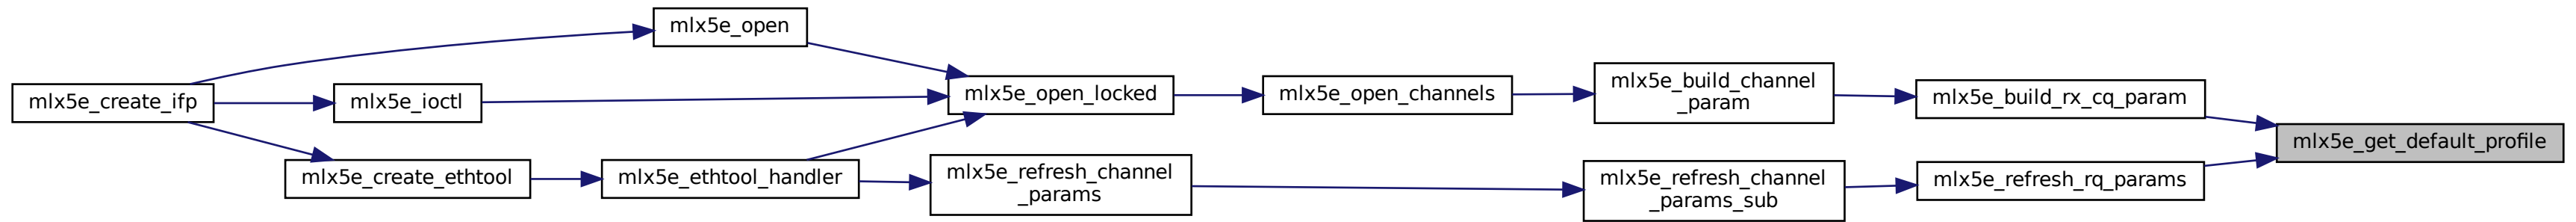 mlx5e_open
mlx5e_create_ifp
mlx5e_ioctl
mlx5e_open_locked
mlx5e_open_channels
mlx5e_build_channel
_param
mlx5e_build_rx_cq_param
mlx5e_get_default_profile
mlx5e_create_ethtool
mlx5e_ethtool_handler
mlx5e_refresh_channel
_params
mlx5e_refresh_channel
_params_sub
mlx5e_refresh_rq_params